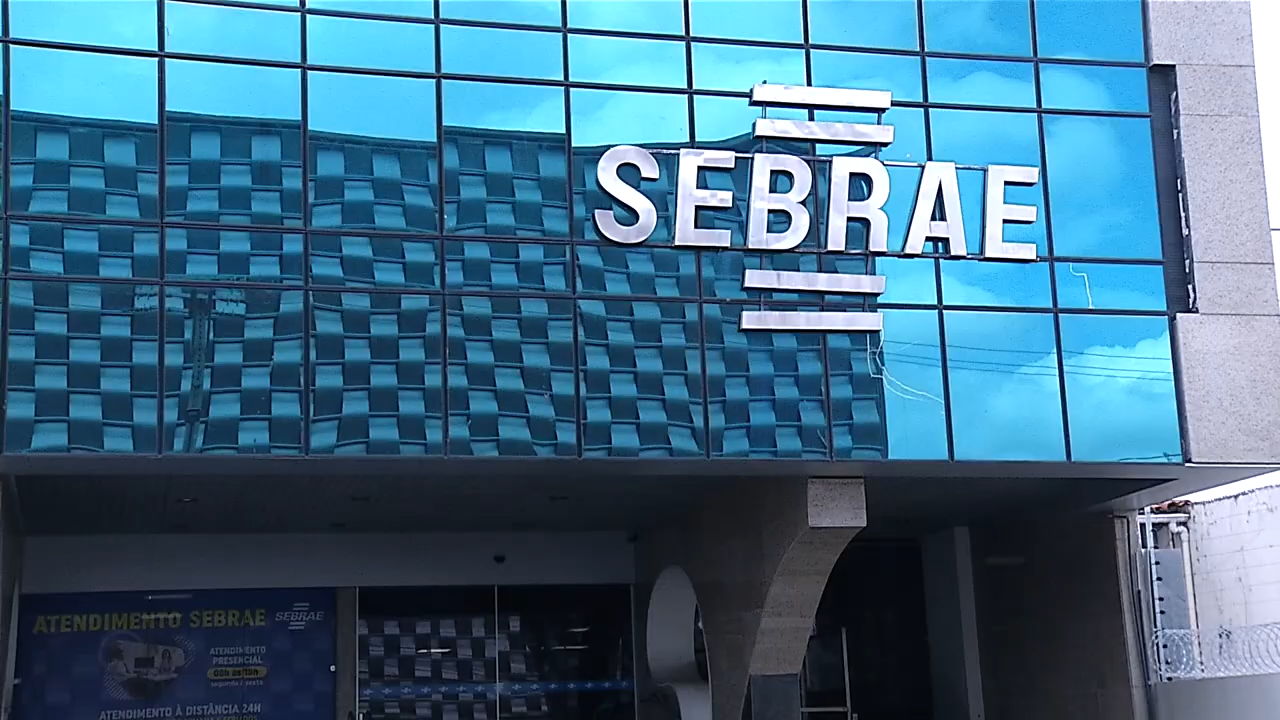 SEBRAE
ATENDIMENTO SEBRAE
SEBRAE
ATENDIMENTO
PRESENCIAL
segunda à sexta
ATENDIMENTO À DISTÂNCIA 24H